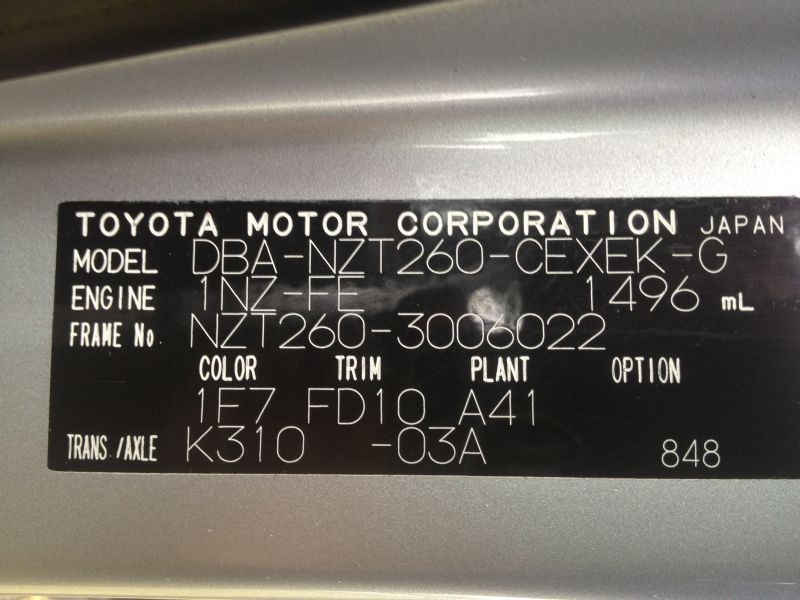 TOYOTA MOTOR CORPORATION JAPAN
MODEL DBA-NZT260-CEXEK-G
ENGINE 1NZ-FE 1496 mL
FRAME No NZT260-3006022
COLOR TRIM PLANT OPTION
1F7 FD10 A41
TRANS./AXLE K310 -03A 848